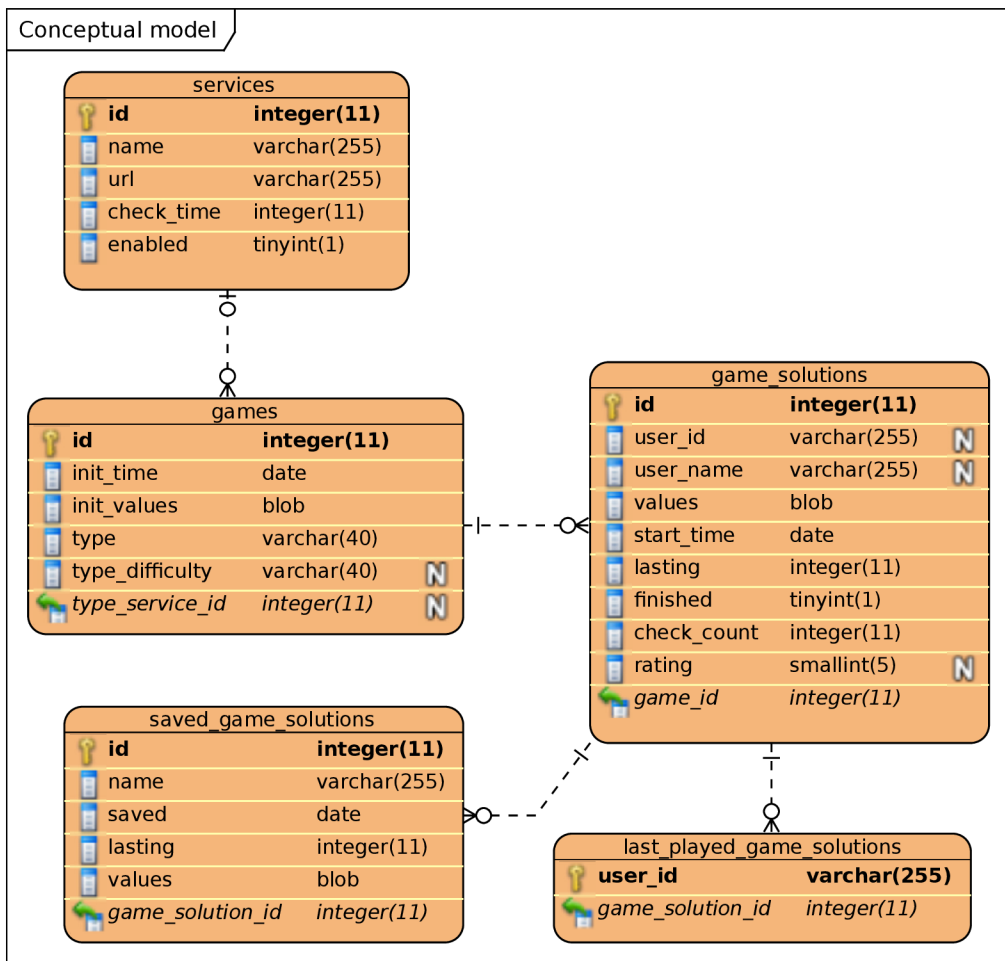 Conceptual model
services
id integer(11)
name varchar(255)
url varchar(255)
check_time integer(11)
enabled tinyint(1)
games
id integer(11)
init_time date
init_values blob
type varchar(40)
type_difficulty varchar(40) N
type_service_id integer(11) N
game_solutions
id integer(11)
user_id varchar(255) N
user_name varchar(255) N
values blob
start_time date
lasting integer(11)
finished tinyint(1)
check_count integer(11)
rating smallint(5) N
game_id integer(11)
saved_game_solutions
id integer(11)
name varchar(255)
saved date
lasting integer(11)
values blob
game_solution_id integer(11)
last_played_game_solutions
user_id varchar(255)
game_solution_id integer(11)